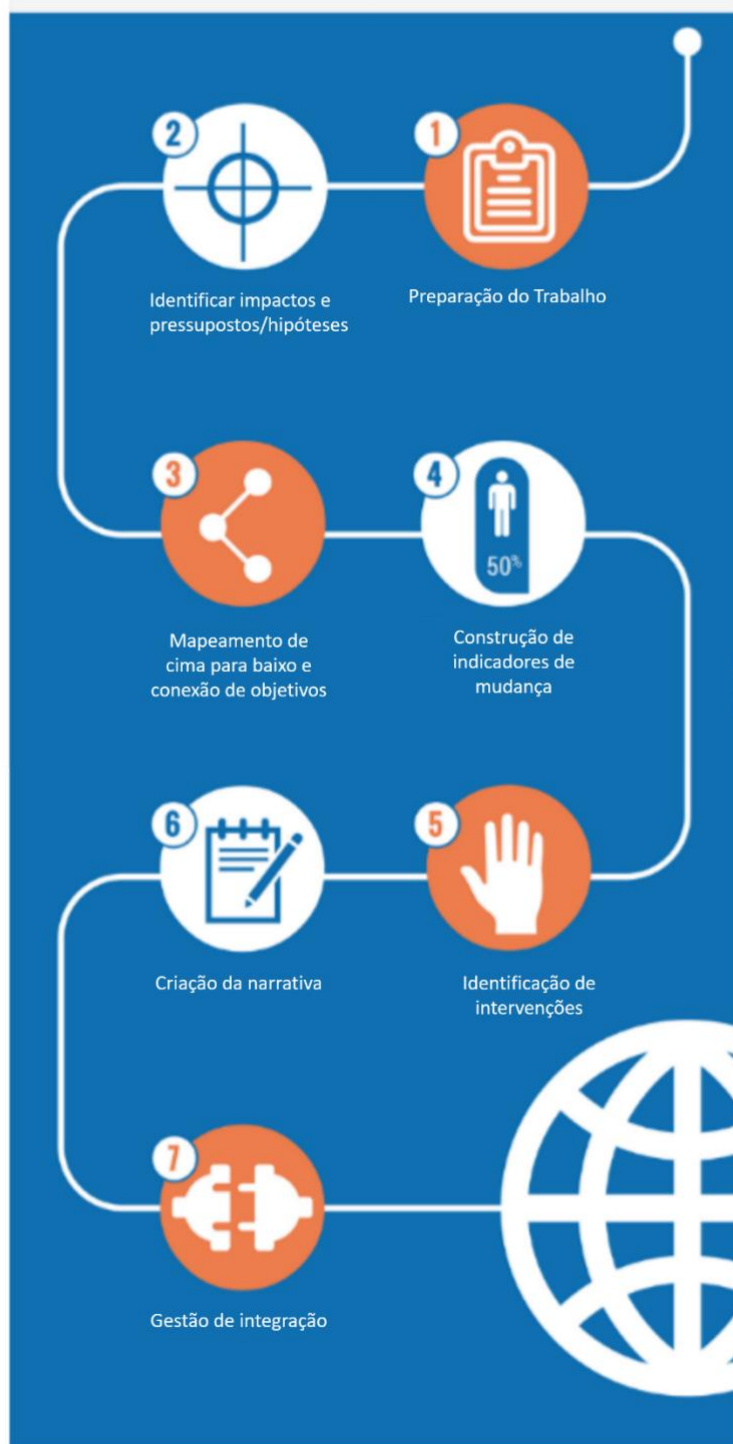 1
Preparação do Trabalho
2
Identificar impactos e
pressupostos/hipóteses
3
Mapeamento de
cima para baixo e
conexão de objetivos
4
50%
Construção de
indicadores de
mudança
5
Identificação de
intervenções
6
Criação da narrativa
7
Gestão de integração